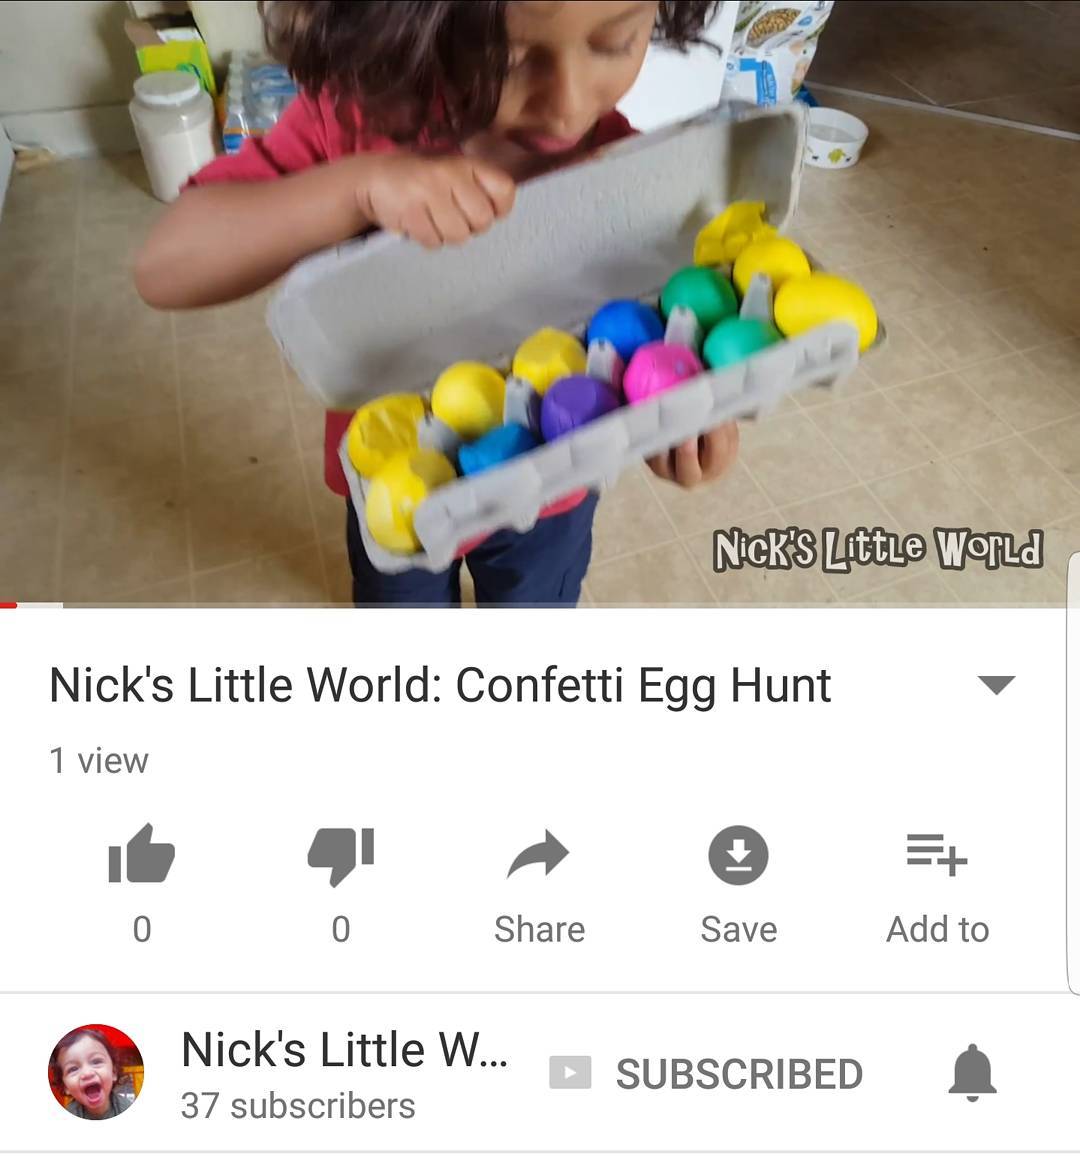 Nick's Little World
Nick's Little World: Confetti Egg Hunt
1 view
0
0
Share
Save
Add to
Nick's Little W...
SUBSCRIBED
37 subscribers